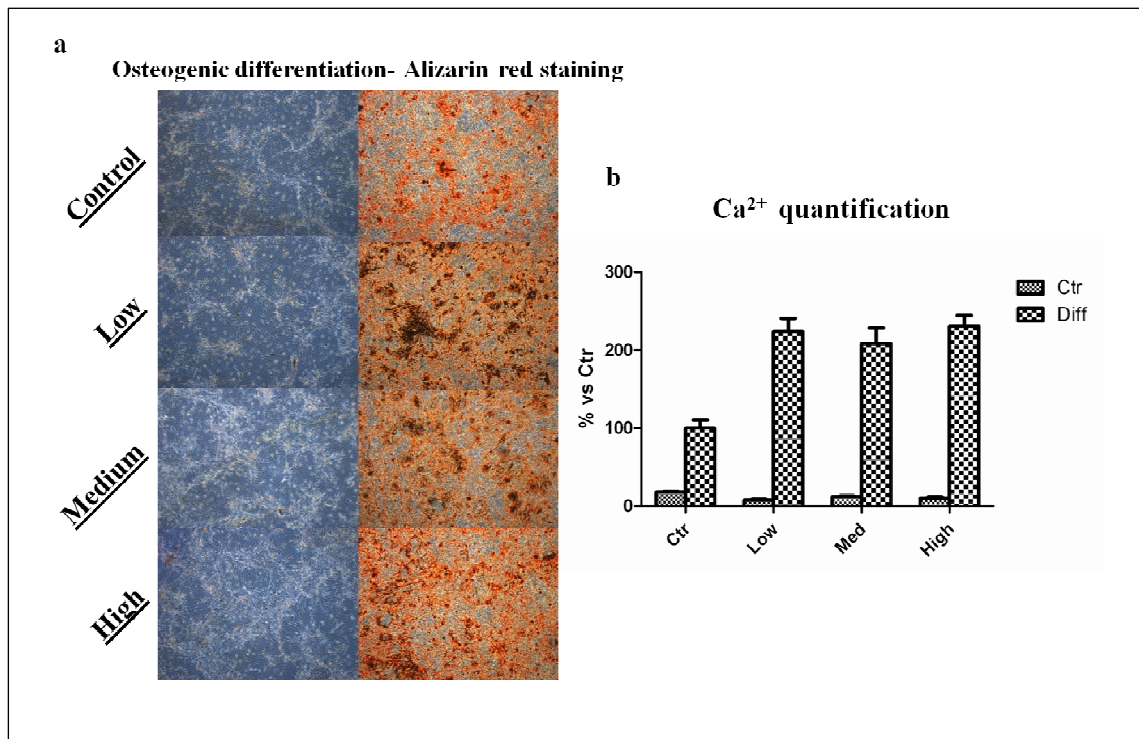 a
Osteogenic differentiation- Alizarin red staining
Control
Low
Medium
High
b
Ca²⁺ quantification
% vs Ctr
300
200
100
0
Ctr
Low
Med
High
Ctr
Diff